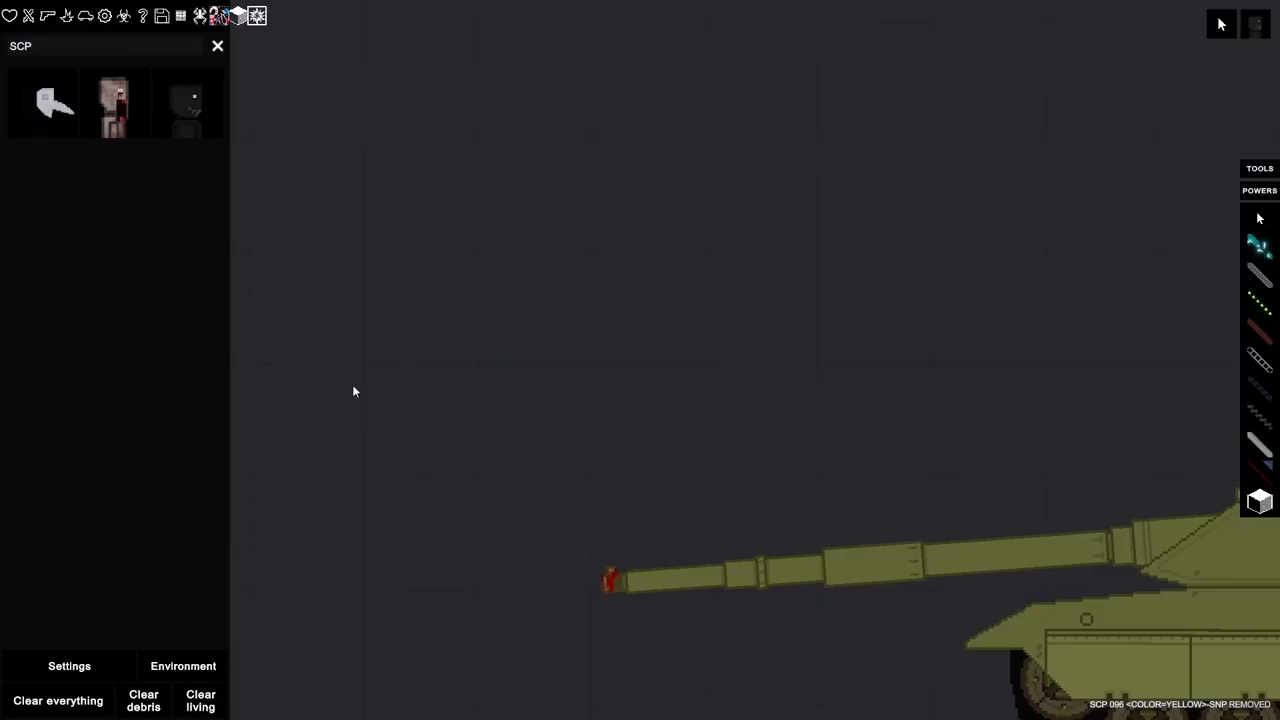 SCP
TOOLS
POWERS
Settings
Environment
Clear everything
Clear debris
Clear living
SCP 096 <COLOR=YELLOW>-SNP REMOVED